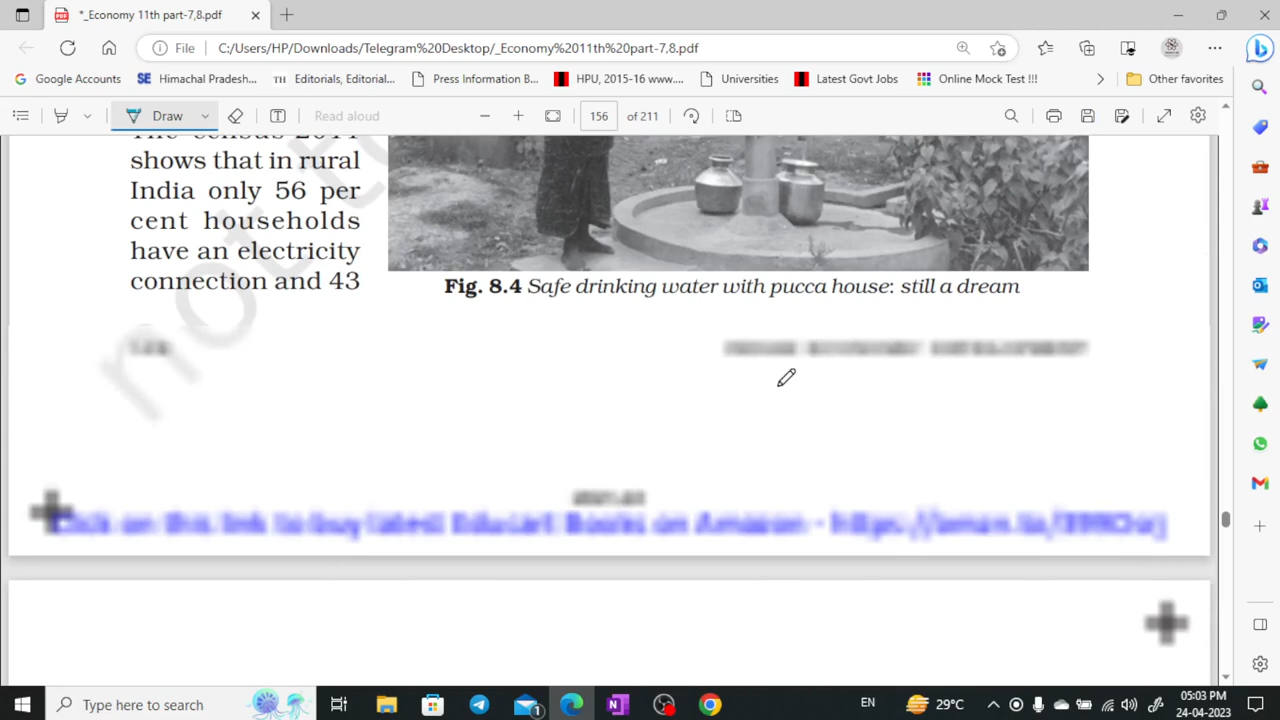 *_Economy 11th part-7,8.pdf
File
C:/Users/HP/Downloads/Telegram%20Desktop/_Economy%2011th%20part-7,8.pdf
Google Accounts
SE Himachal Pradesh...
TH Editorials, Editorial...
Press Information B...
HPU, 2015-16 www....
Universities
Latest Govt Jobs
Online Mock Test !!!
Other favorites
Draw
Read aloud
156 of 211
shows that in rural
India only 56 per
cent households
have an electricity
connection and 43
Fig. 8.4 Safe drinking water with pucca house: still a dream
Type here to search
1
EN
29°C
05:03 PM
24-04-2023